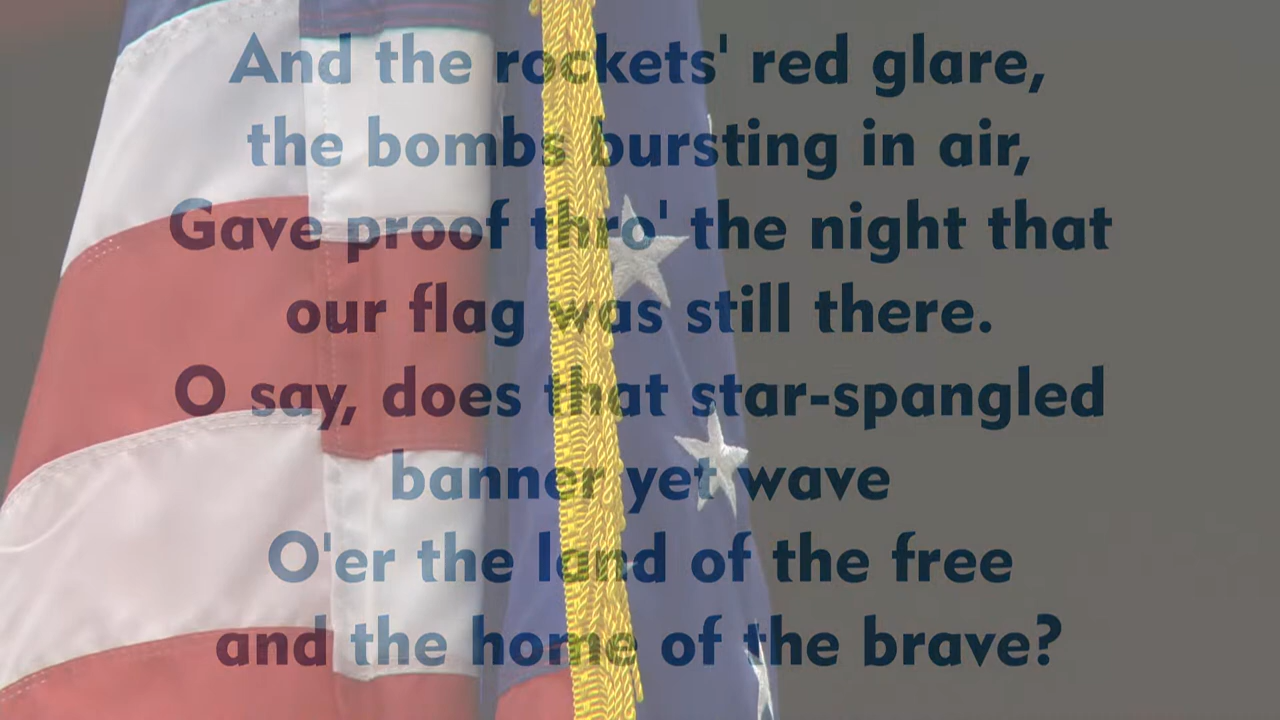 And the rockets' red glare,
the bombs bursting in air,
Gave proof thro' the night that
our flag was still there.
O say, does that star-spangled
banner yet wave
O'er the land of the free
and the home of the brave?